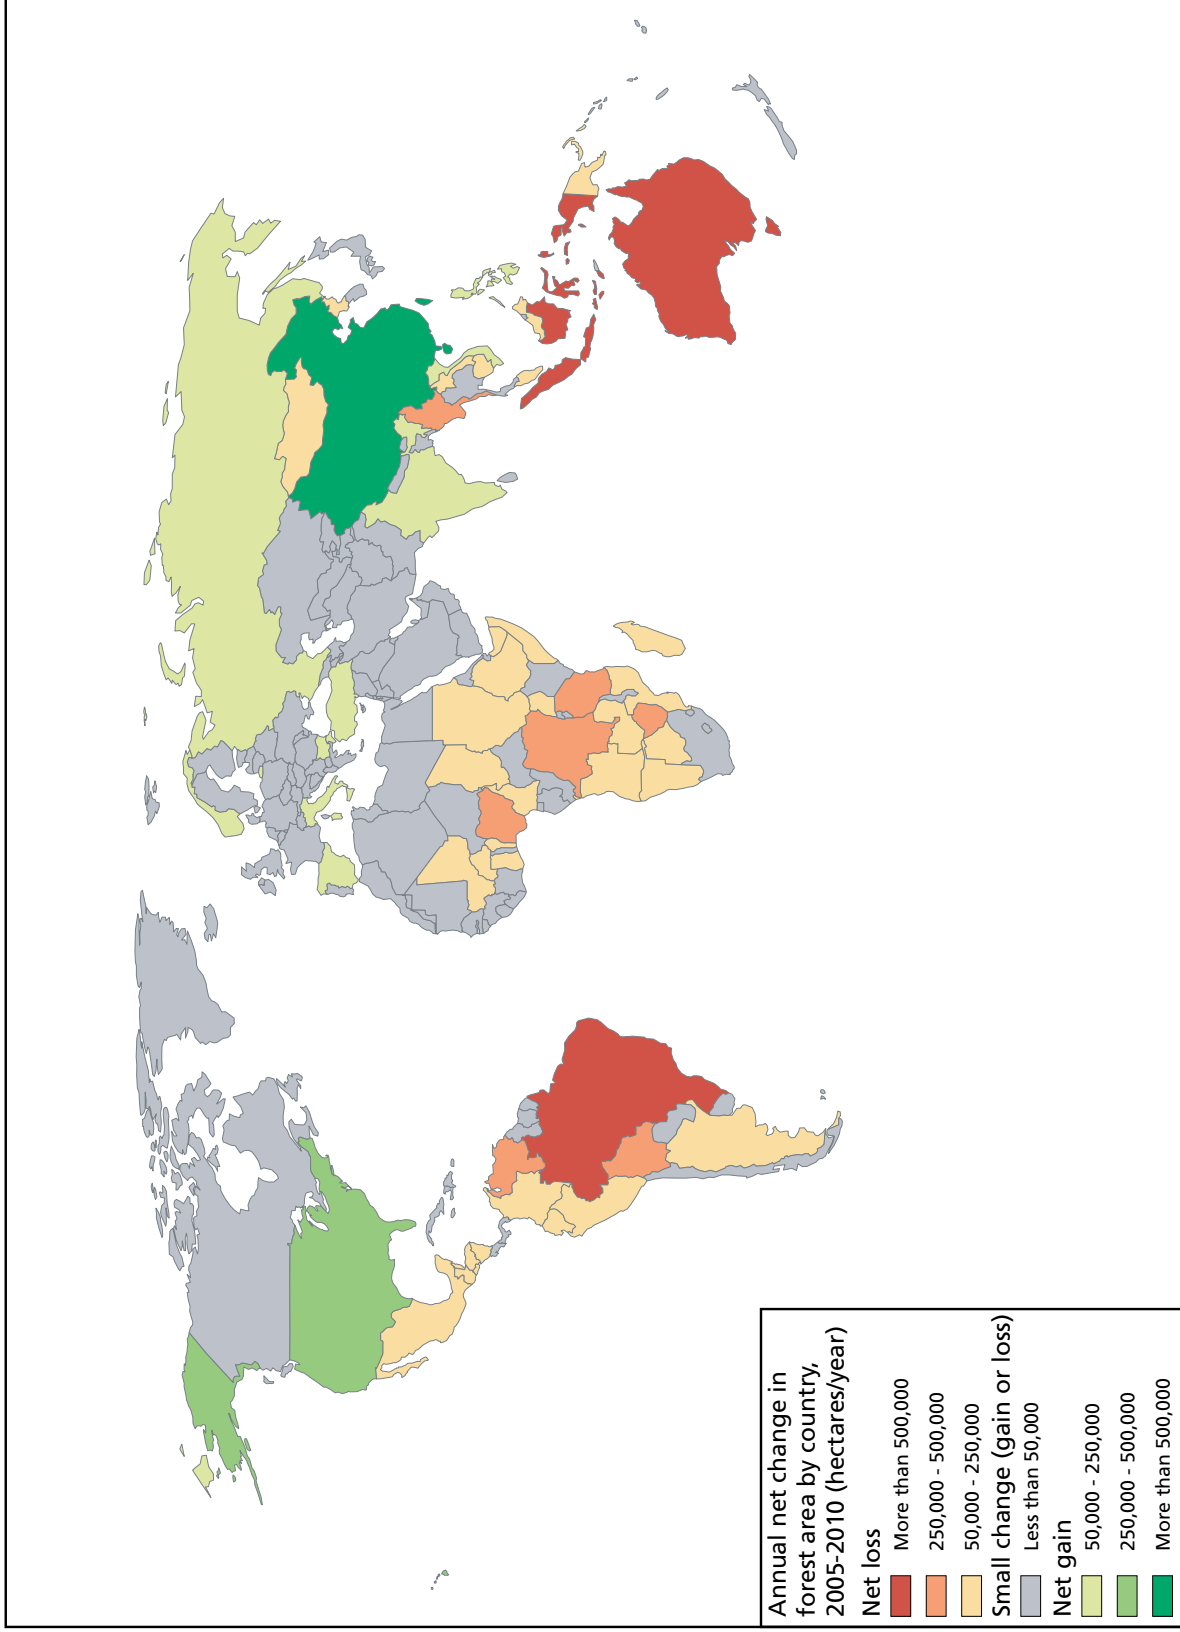 Annual net change in
forest area by country,
2005-2010 (hectares/year)
Net loss
More than 500,000
250,000 - 500,000
50,000 - 250,000
Small change (gain or loss)
Less than 50,000
Net gain
50,000 - 250,000
250,000 - 500,000
More than 500,000